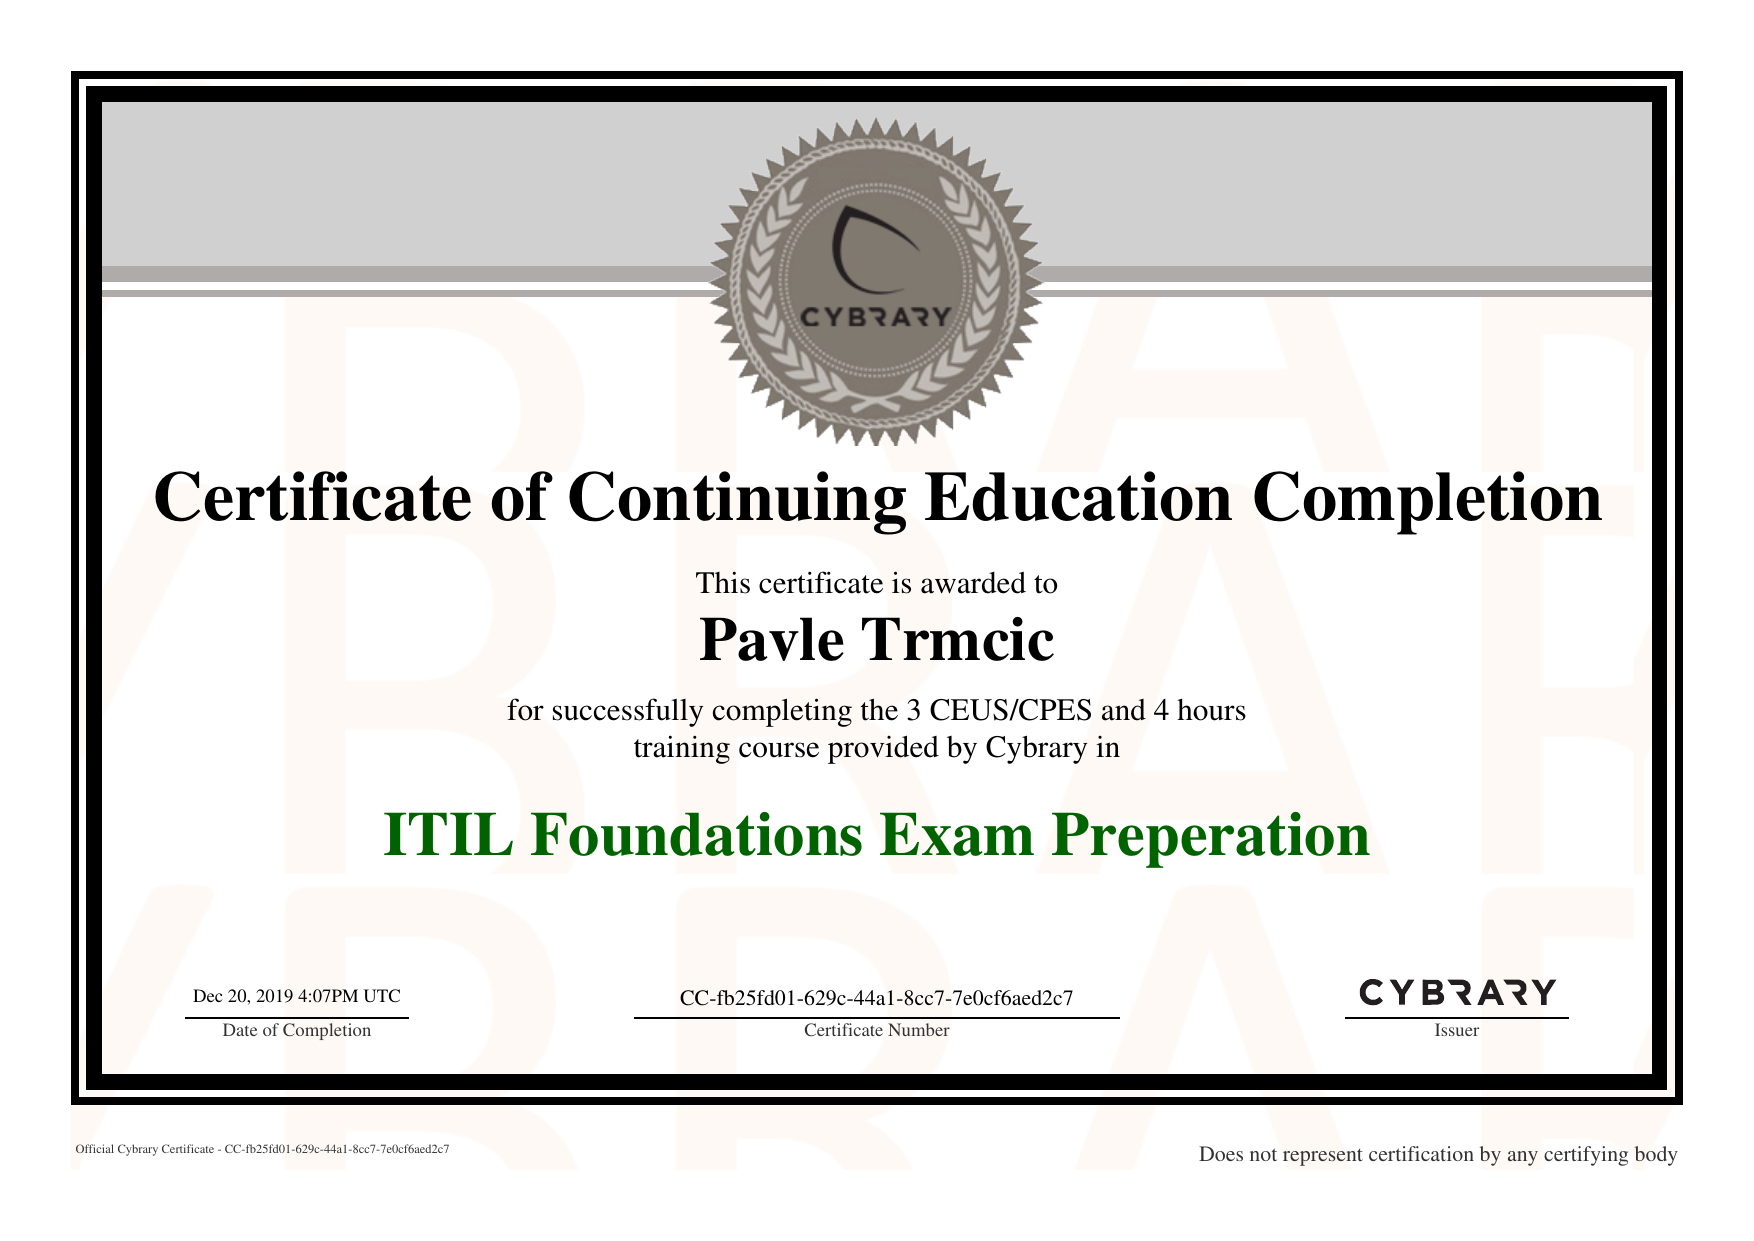 CYBRARY
Certificate of Continuing Education Completion
This certificate is awarded to
Pavle Trmcic
for successfully completing the 3 CEUS/CPES and 4 hours
training course provided by Cybrary in
ITIL Foundations Exam Preperation
Dec 20, 2019 4:07PM UTC
Date of Completion
CC-fb25fd01-629c-44a1-8cc7-7e0cf6aed2c7
Certificate Number
CYBRARY
Issuer
Official Cybrary Certificate - CC-fb25fd01-629c-44a1-8cc7-7e0cf6aed2c7
Does not represent certification by any certifying body